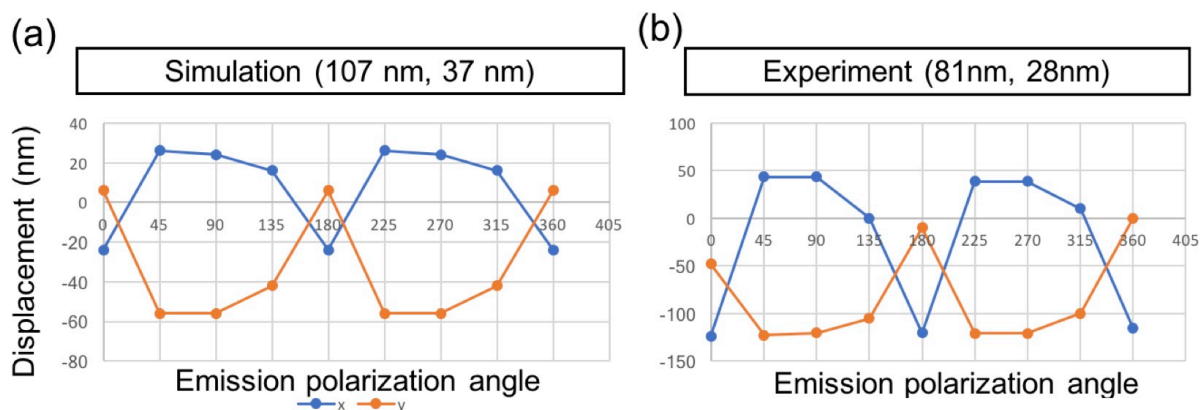 (a)
Simulation (107 nm, 37 nm)
Displacement (nm)
40
20
0
-20
-40
-60
-80
0 45 90 135 180 225 270 315 360 405
Emission polarization angle
x y
(b)
Experiment (81nm, 28nm)
100
50
0
-50
-100
-150
0 45 90 135 180 225 270 315 360 405
Emission polarization angle